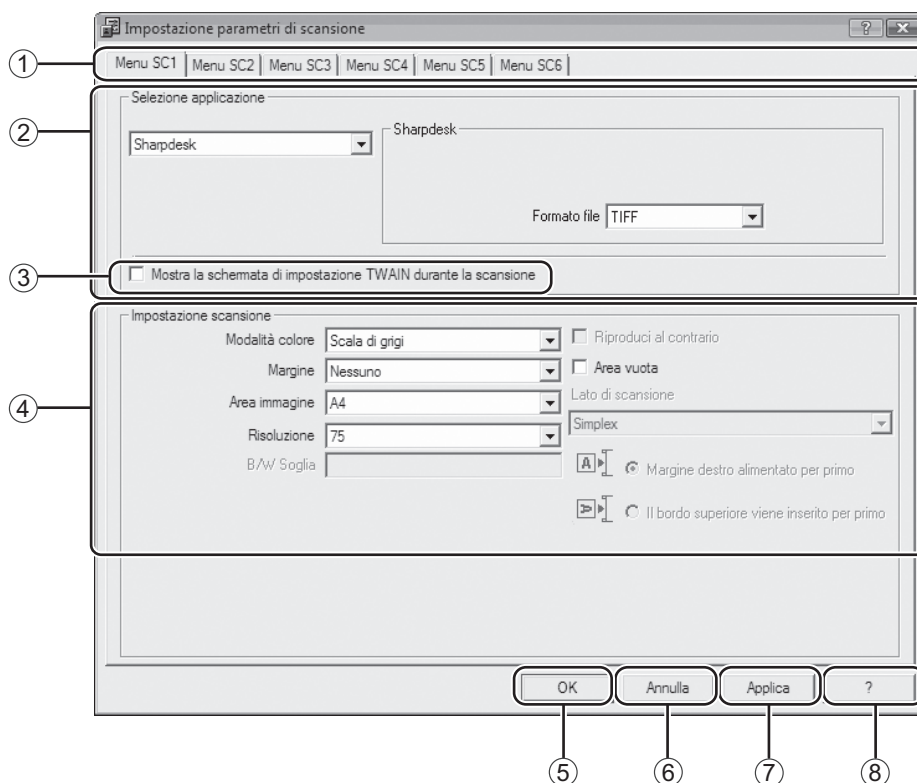 Impostazione parametri di scansione
?
X
1
Menu SC1 Menu SC2 Menu SC3 Menu SC4 Menu SC5 Menu SC6
2
Selezione applicazione
Sharpdesk
Sharpdesk
Formato file TIFF
3
Mostra la schermata di impostazione TWAIN durante la scansione
4
Impostazione scansione
Modalità colore Scala di grigi
Riproduci al contrario
Margine Nessuno
Area vuota
Area immagine A4
Lato di scansione
Simplex
Risoluzione 75
B/W Soglia
A Margine destro alimentato per primo
A Il bordo superiore viene inserito per primo
OK Annulla Applica ?
5 6 7 8